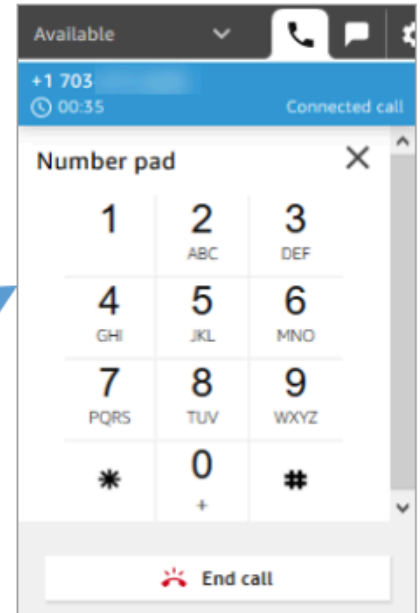 Available
+1 703
00:35 Connected call
Number pad
1 2 3
ABC DEF
4 5 6
GHI JKL MNO
7 8 9
PQRS TUV WXYZ
* 0 #
+
End call